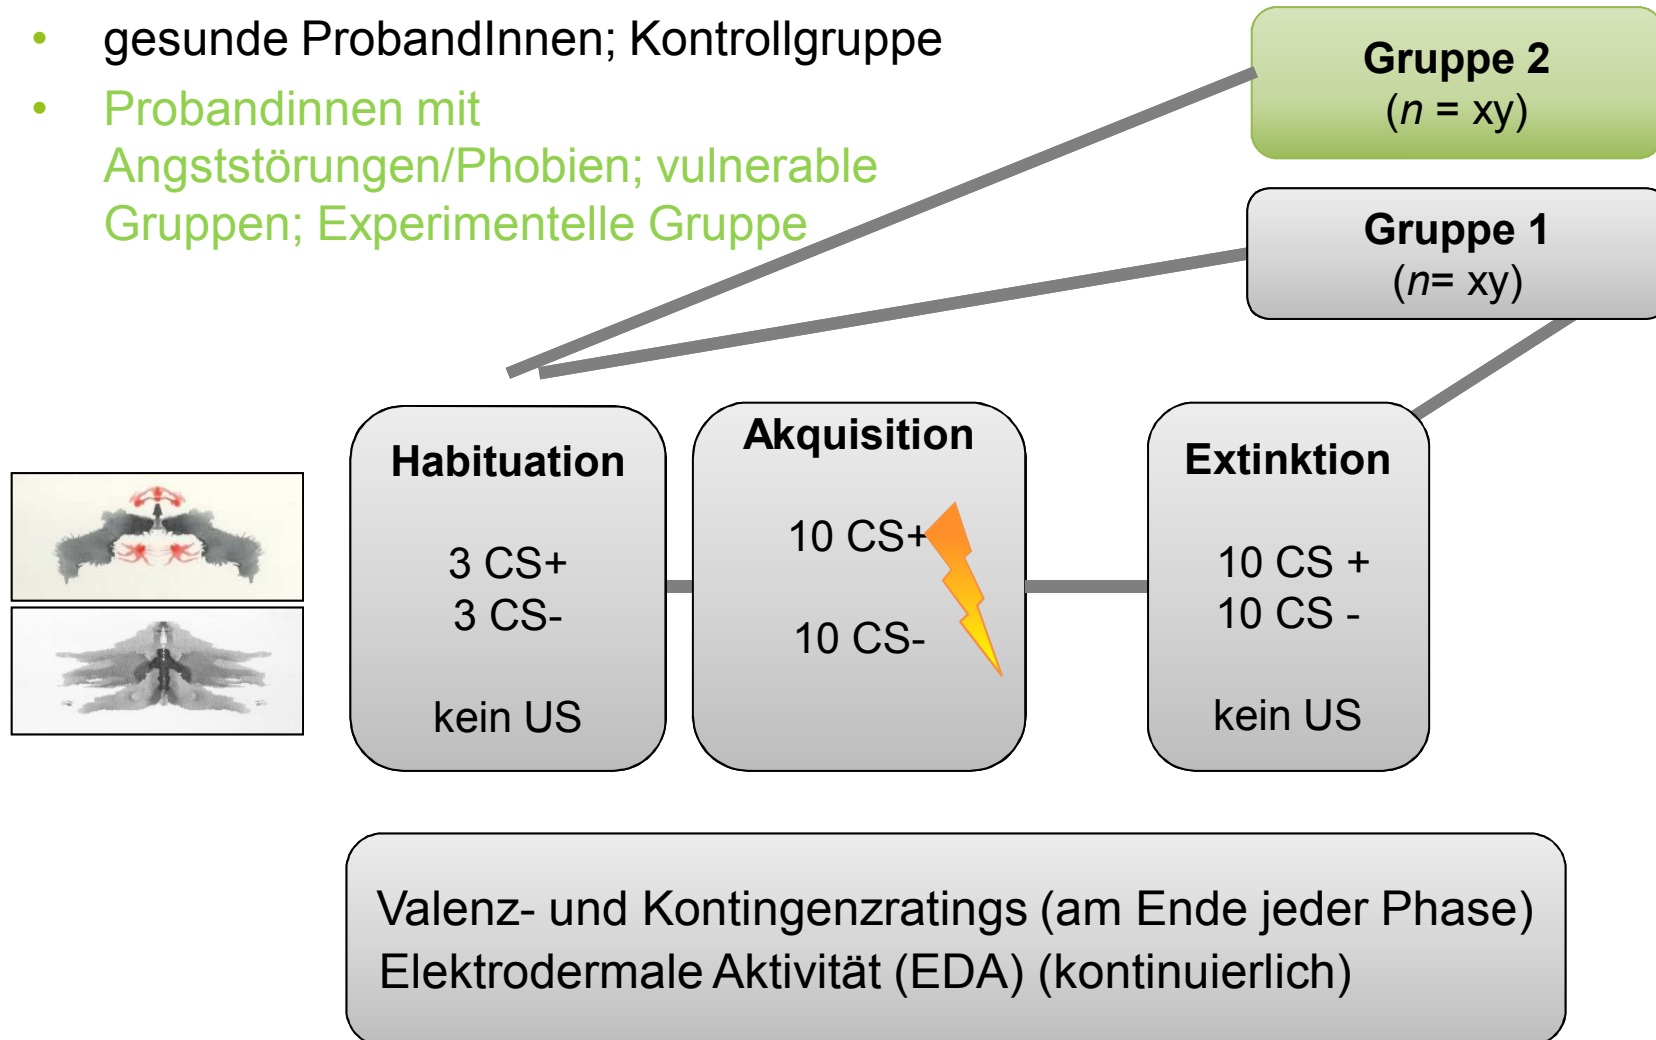 • gesunde ProbandInnen; Kontrollgruppe
• Probandinnen mit
Angststörungen/Phobien; vulnerable
Gruppen; Experimentelle Gruppe
Gruppe 2
(n = xy)
Gruppe 1
(n= xy)
Habituation
3 CS+
3 CS-
kein US
Akquisition
10 CS+
10 CS-
Extinktion
10 CS +
10 CS -
kein US
Valenz- und Kontingenzratings (am Ende jeder Phase)
Elektrodermale Aktivität (EDA) (kontinuierlich)